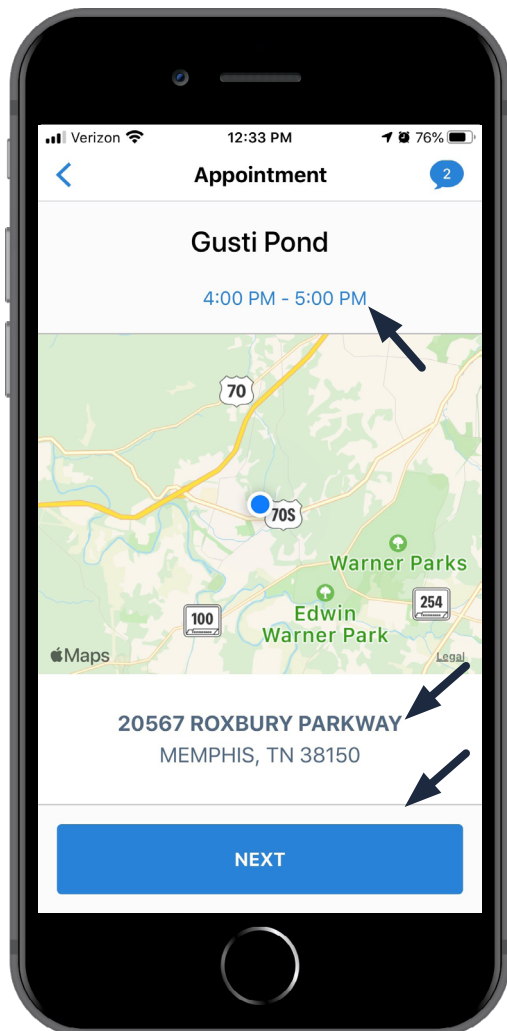 Verizon 12:33 PM 76%
Appointment 2
Gusti Pond
4:00 PM - 5:00 PM
70
70S
Warner Parks
100
Edwin
Warner Park
254
Maps
Legal
20567 ROXBURY PARKWAY
MEMPHIS, TN 38150
NEXT